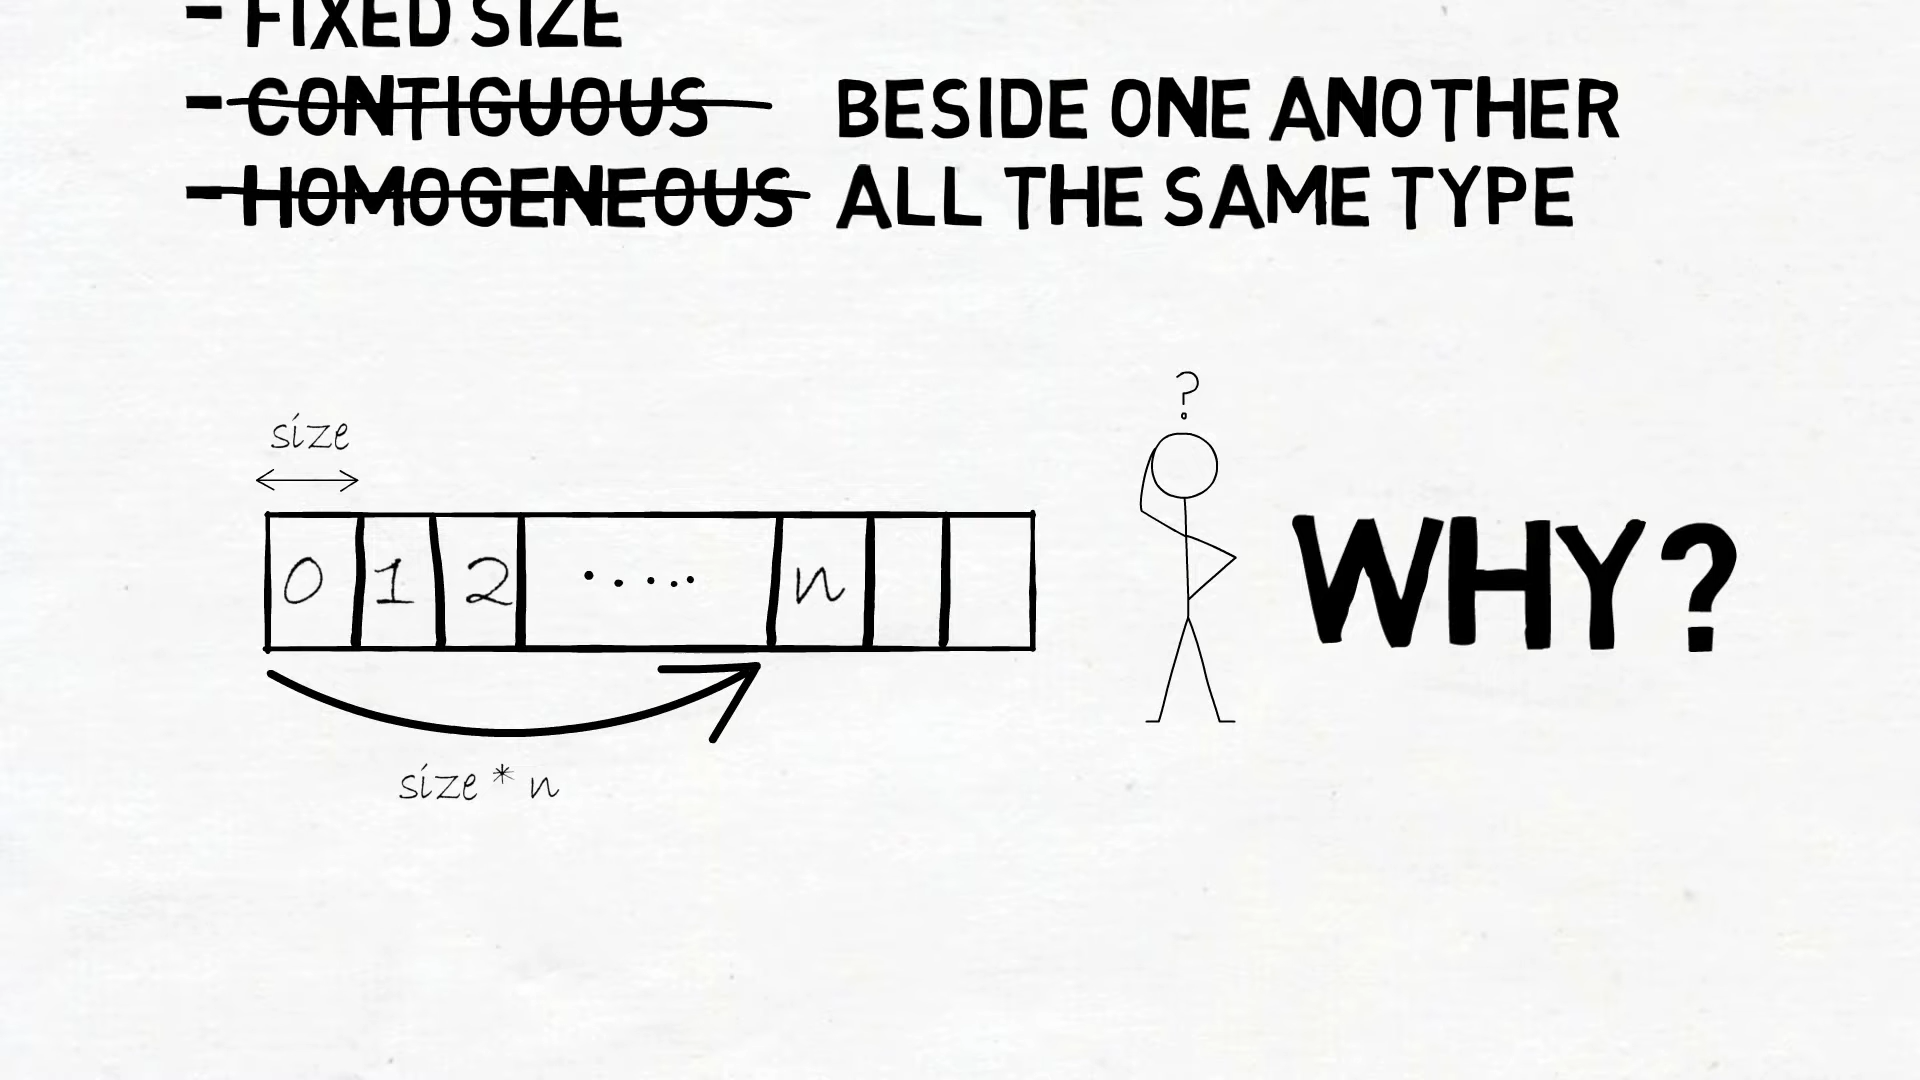 - FIXED SIZE
- CONTIGUOUS BESIDE ONE ANOTHER
- HOMOGENEOUS ALL THE SAME TYPE
?
size
0 1 2 ..... n
WHY?
size * n